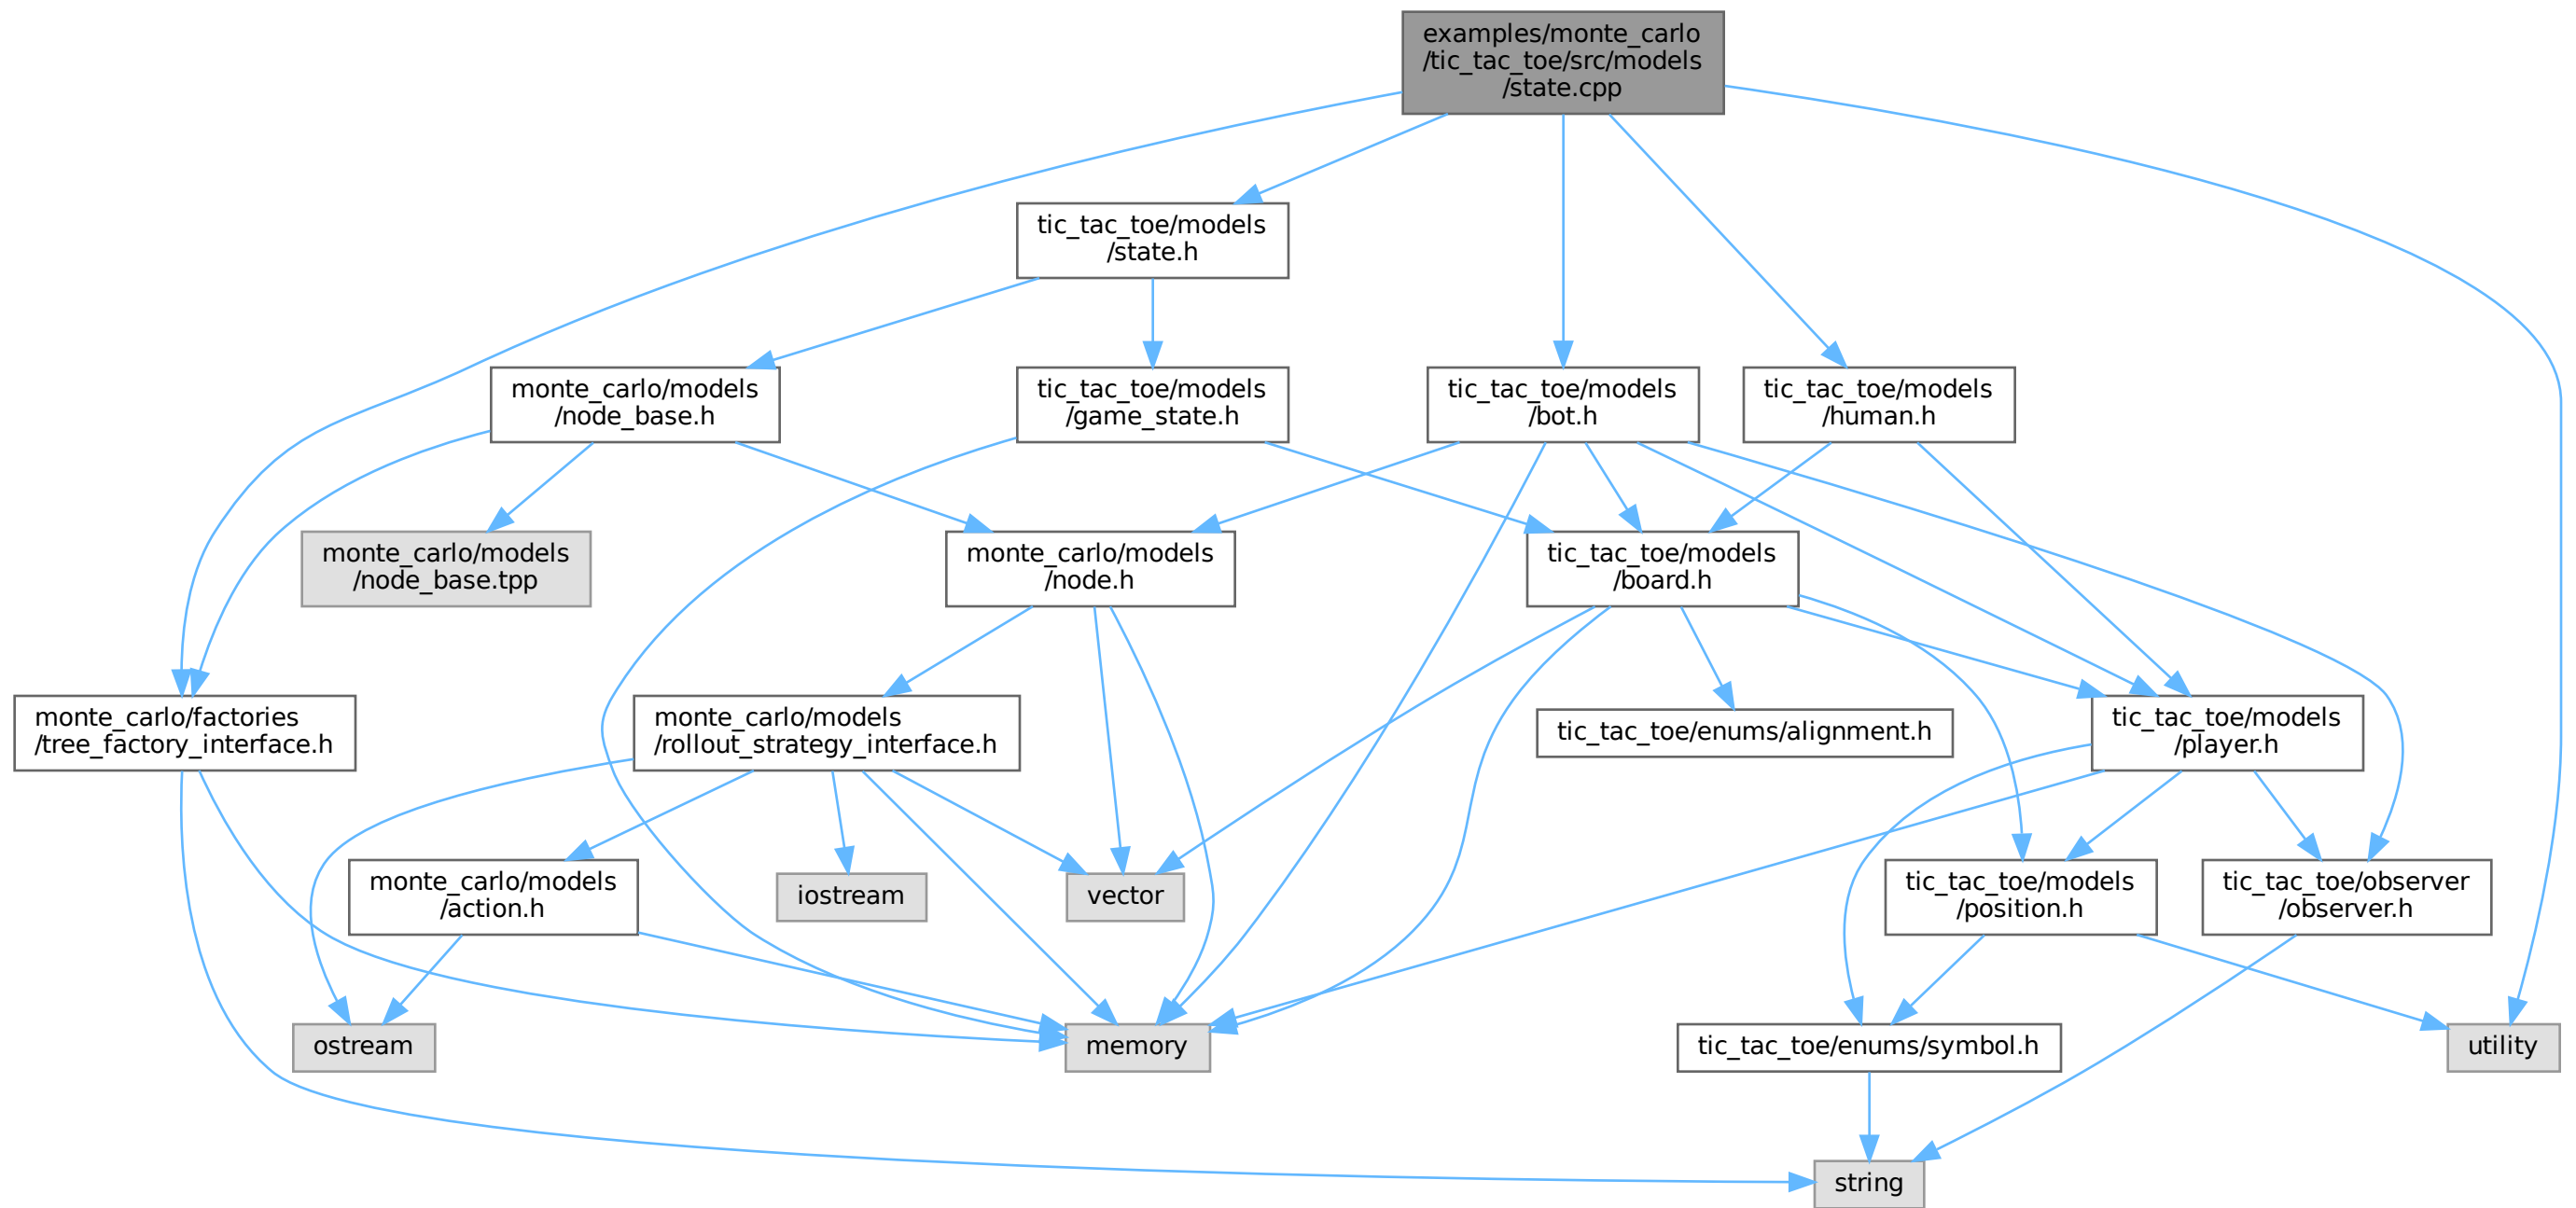 examples/monte_carlo
/tic_tac_toe/src/models
/state.cpp
tic_tac_toe/models
/state.h
monte_carlo/models
/node_base.h
tic_tac_toe/models
/game_state.h
tic_tac_toe/models
/bot.h
tic_tac_toe/models
/human.h
monte_carlo/models
/node_base.tpp
monte_carlo/models
/node.h
tic_tac_toe/models
/board.h
monte_carlo/factories
/tree_factory_interface.h
monte_carlo/models
/rollout_strategy_interface.h
tic_tac_toe/enums/alignment.h
tic_tac_toe/models
/player.h
monte_carlo/models
/action.h
iostream
vector
tic_tac_toe/models
/position.h
tic_tac_toe/observer
/observer.h
ostream
memory
tic_tac_toe/enums/symbol.h
utility
string